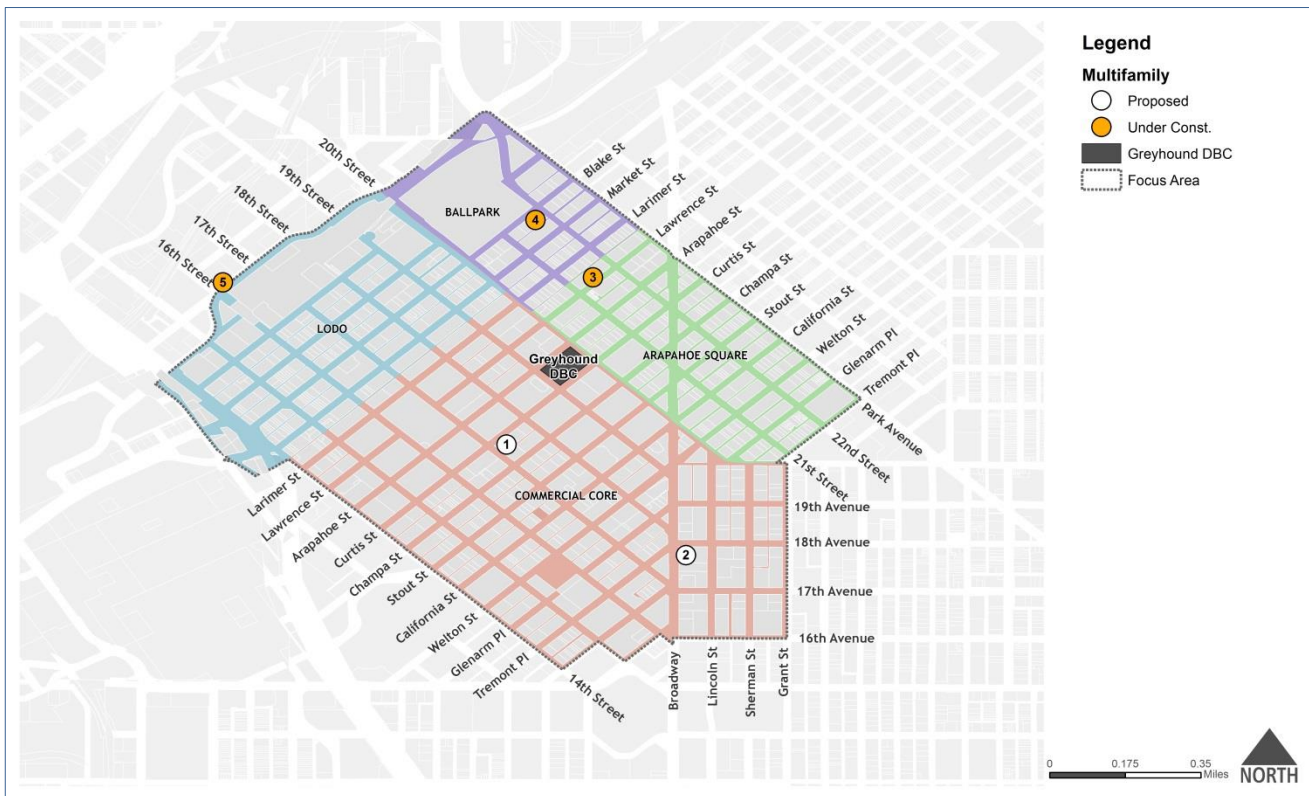 Legend
Multifamily
Proposed
Under Const.
Greyhound DBC
Focus Area
20th Street
19th Street
18th Street
17th Street
16th Street
Blake St
Market St
Larimer St
Lawrence St
Arapahoe St
Curtis St
Champa St
Stout St
California St
Welton St
Glenarm Pl
Tremont Pl
Park Avenue
22nd Street
21st Street
BALLPARK
4
3
5
LODO
ARAPAHOE SQUARE
Greyhound
DBC
1
COMMERCIAL CORE
2
19th Avenue
18th Avenue
17th Avenue
16th Avenue
Larimer St
Lawrence St
Arapahoe St
Curtis St
Champa St
Stout St
California St
Welton St
Glenarm Pl
Tremont Pl
14th Street
Broadway
Lincoln St
Sherman St
Grant St
0 0.175 0.35
Miles
NORTH